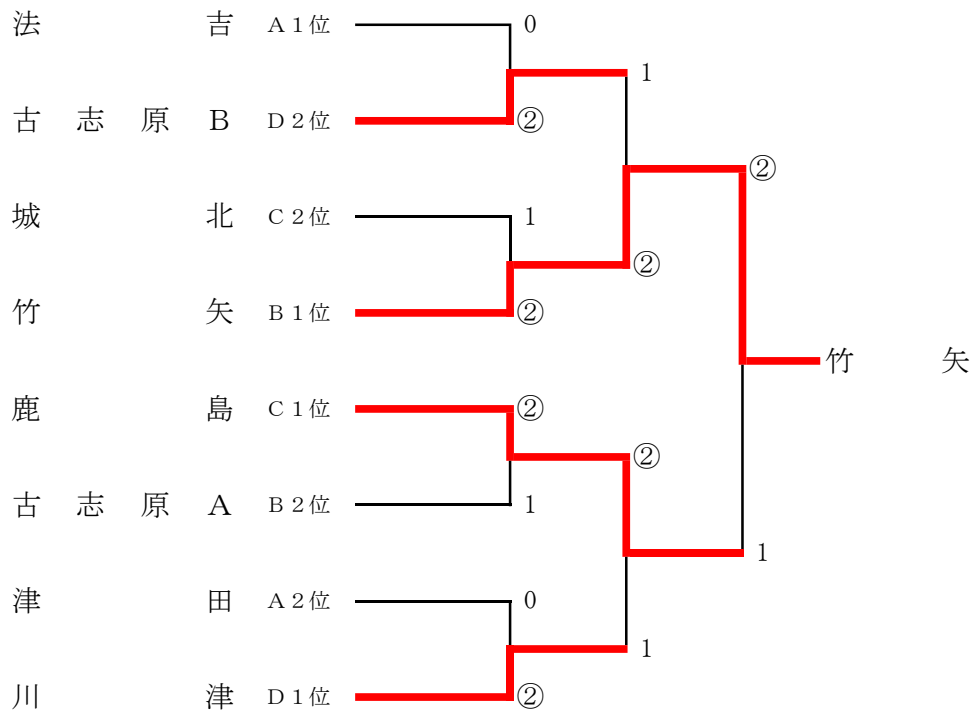 法 吉 A1位 0
1
古志原B D2位 ②
②
城 北 C2位 1
②
竹 矢 B1位 ②
竹 矢
鹿 島 C1位 ②
②
古志原A B2位 1
1
津 田 A2位 0
1
川 津 D1位 ②